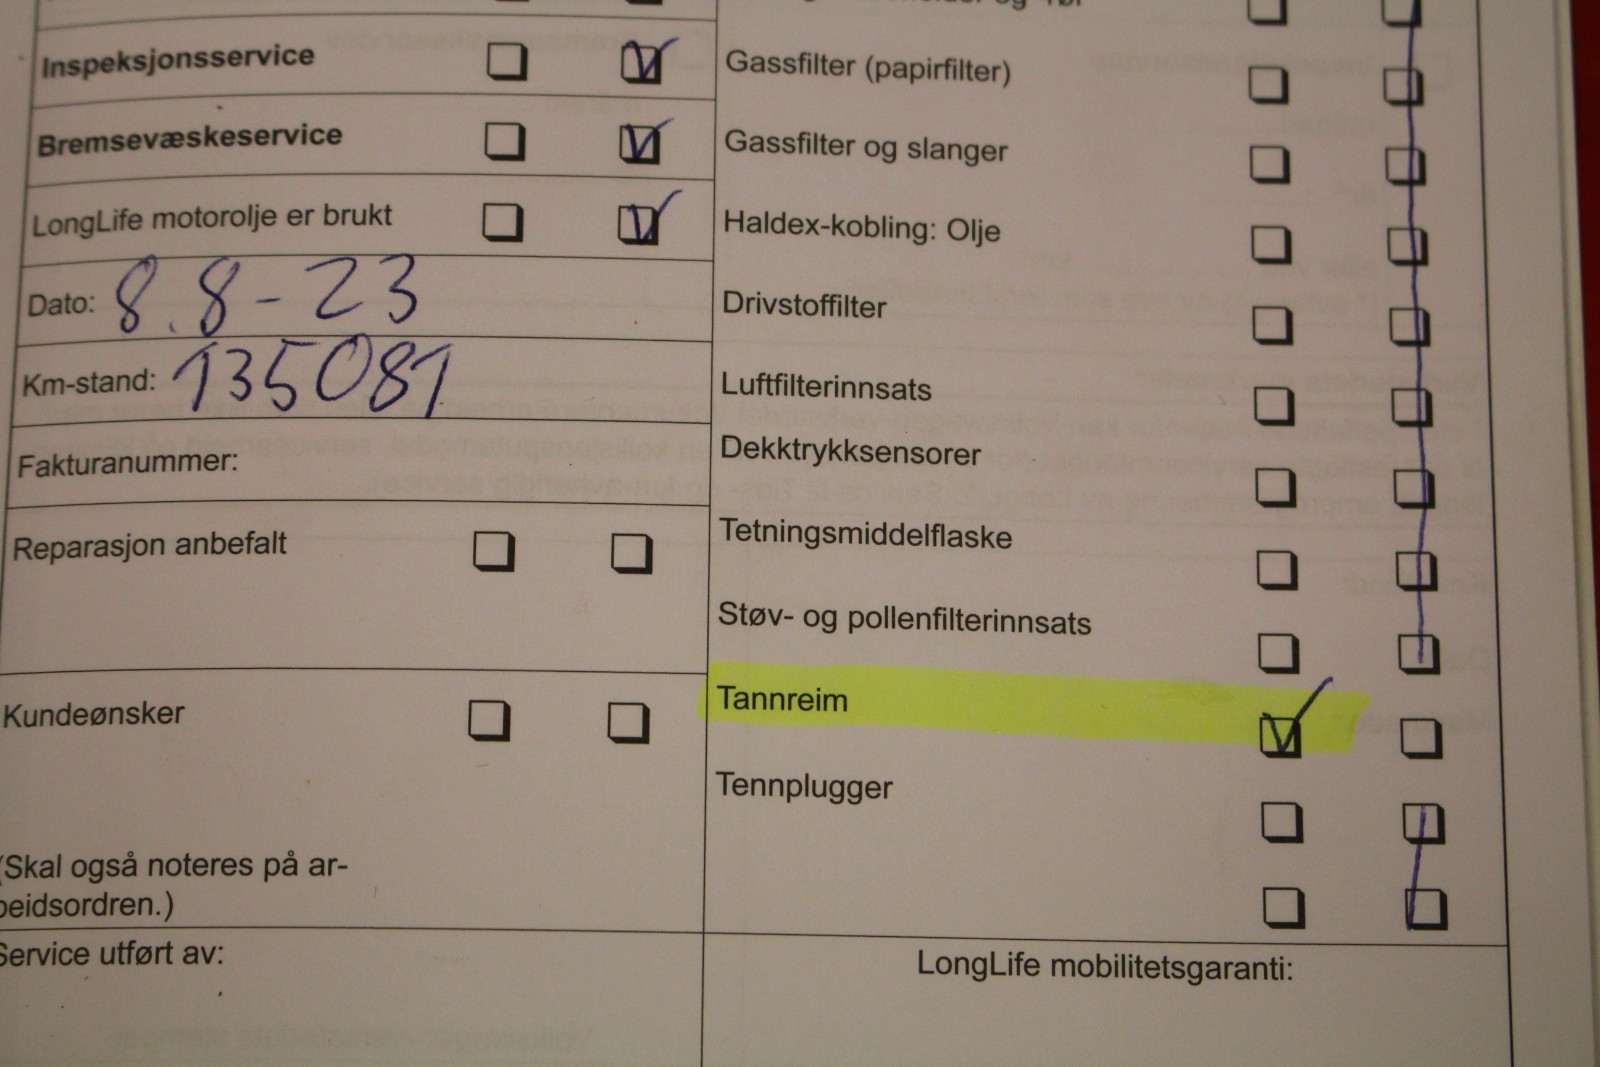 Inspeksjonsservice
Bremsevæskeservice
LongLife motorolje er brukt
Dato: 8.8-23
Km-stand: 135081
Fakturanummer:
Reparasjon anbefalt
Kundeønsker
(Skal også noteres på ar-
beidsordren.)
Service utført av:
og
Gassfilter (papirfilter)
Gassfilter og slanger
Haldex-kobling: Olje
Drivstoffilter
Luftfilterinnsats
Dekktrykksensorer
Tetningsmiddelflaske
Støv- og pollenfilterinnsats
Tannreim
Tennplugger
LongLife mobilitetsgaranti: